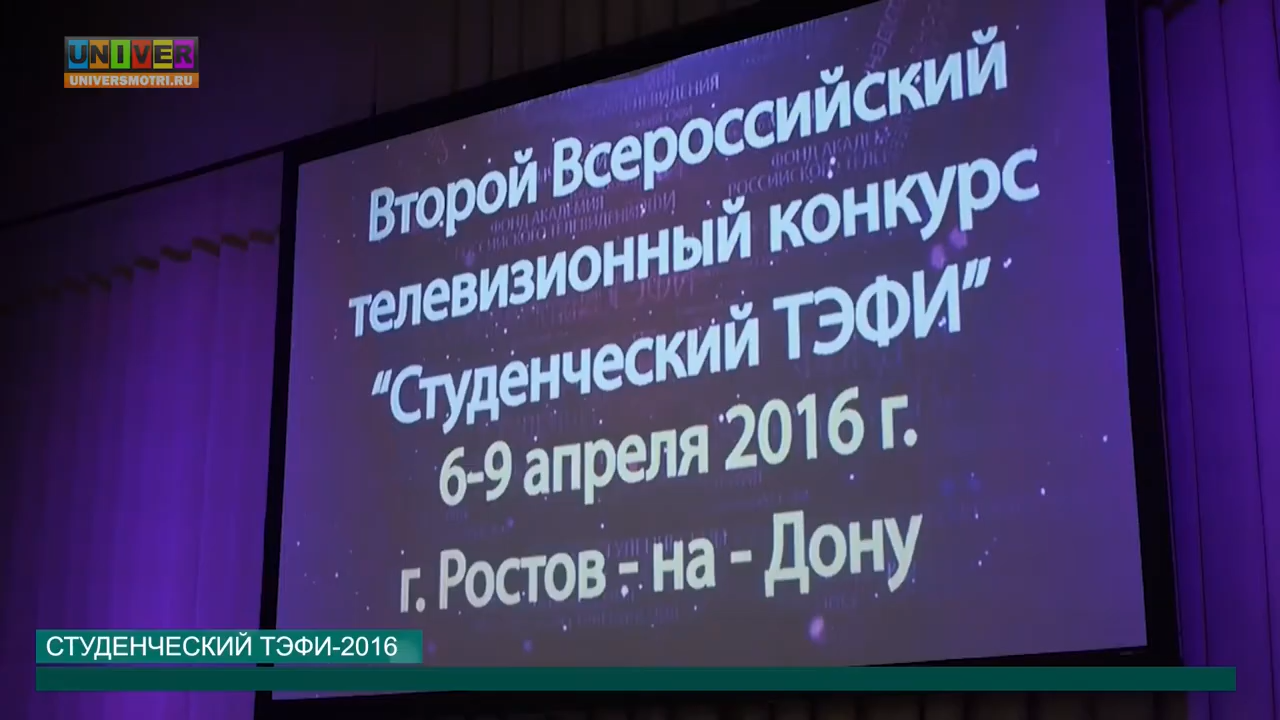 UNIVER
UNIVERSMOTRI.RU
Второй Всероссийский
телевизионный конкурс
“Студенческий ТЭФИ”
6-9 апреля 2016 г.
г. Ростов - на - Дону
СТУДЕНЧЕСКИЙ ТЭФИ-2016